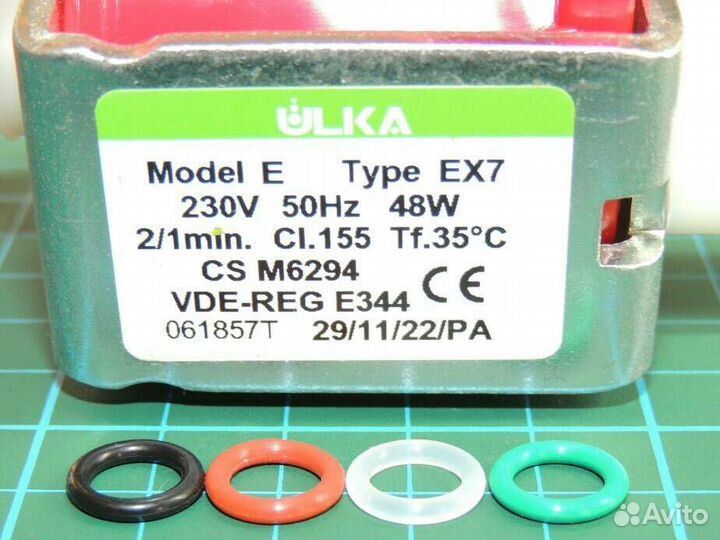 ULKA
Model E Type EX7
230V 50Hz 48W
2/1min. Cl.155 Tf.35°C
CS M6294
VDE-REG E344 CE
061857T 29/11/22/PA
Avito